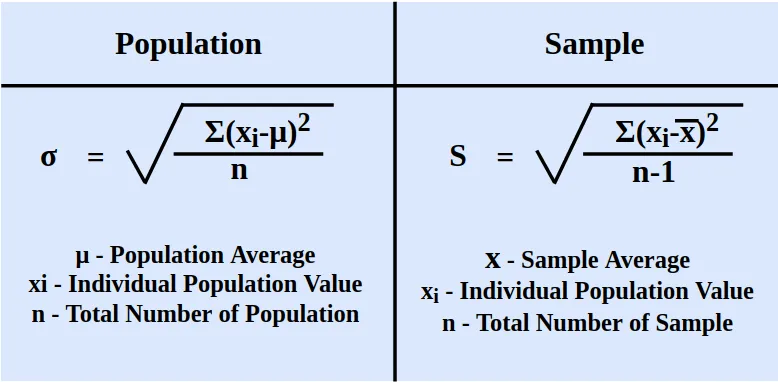 Population
σ = √ Σ(xi-μ)2
n
μ - Population Average
xi - Individual Population Value
n - Total Number of Population
Sample
S = √ Σ(xi-x̄)2
n-1
x - Sample Average
xi - Individual Population Value
n - Total Number of Sample